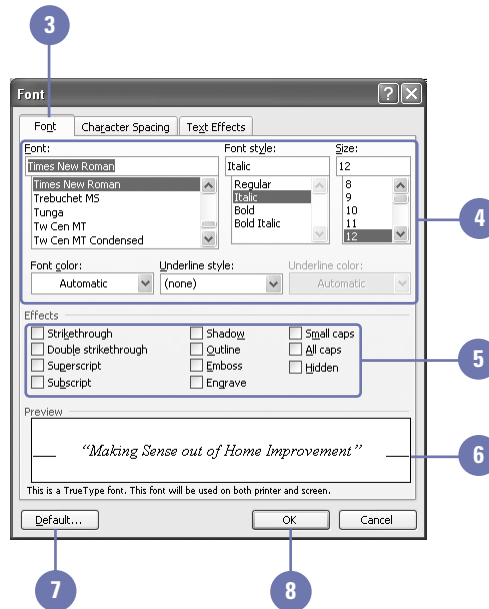 3
Font
Font Character Spacing Text Effects
Font: Font style: Size:
Times New Roman Italic 12
Times New Roman Regular 8
Trebuchet MS Italic 9
Tunga Bold 10
Tw Cen MT Bold Italic 11
Tw Cen MT Condensed 12
4
Font color: Underline style: Underline color:
Automatic (none) Automatic
Effects
Strikethrough Shadow Small caps
Double strikethrough Outline All caps
Superscript Emboss Hidden
Subscript Engrave
5
Preview
“Making Sense out of Home Improvement”
6
This is a TrueType font. This font will be used on both printer and screen.
Default... OK Cancel
7 8